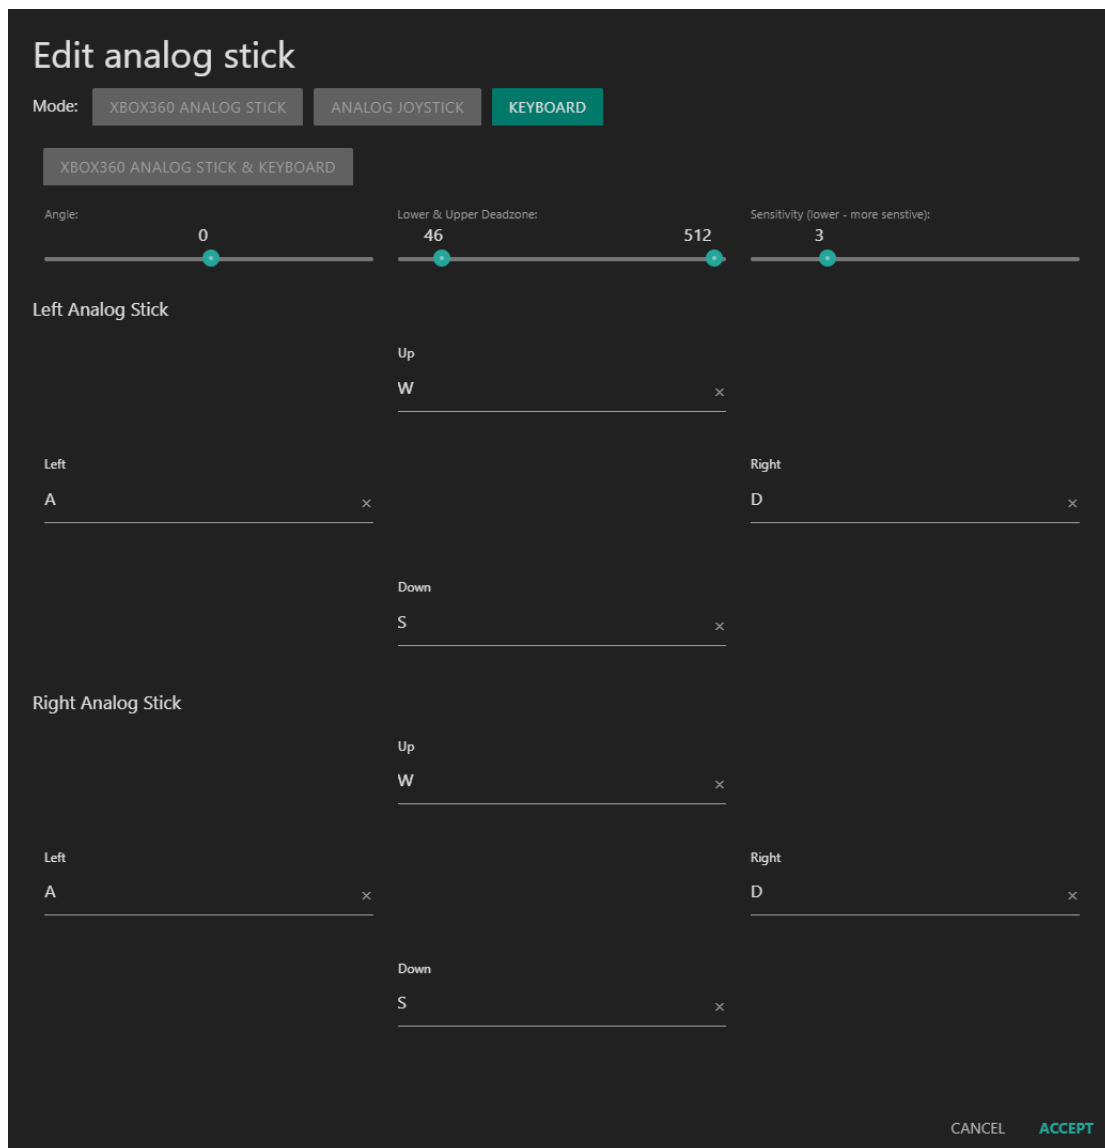 Edit analog stick
Mode: XBOX360 ANALOG STICK ANALOG JOYSTICK KEYBOARD
XBOX360 ANALOG STICK & KEYBOARD
Angle: Lower & Upper Deadzone: Sensitivity (lower - more senstive):
0 46 512 3
Left Analog Stick
Up
W ×
Left Right
A × D ×
Down
S ×
Right Analog Stick
Up
W ×
Left Right
A × D ×
Down
S ×
CANCEL ACCEPT